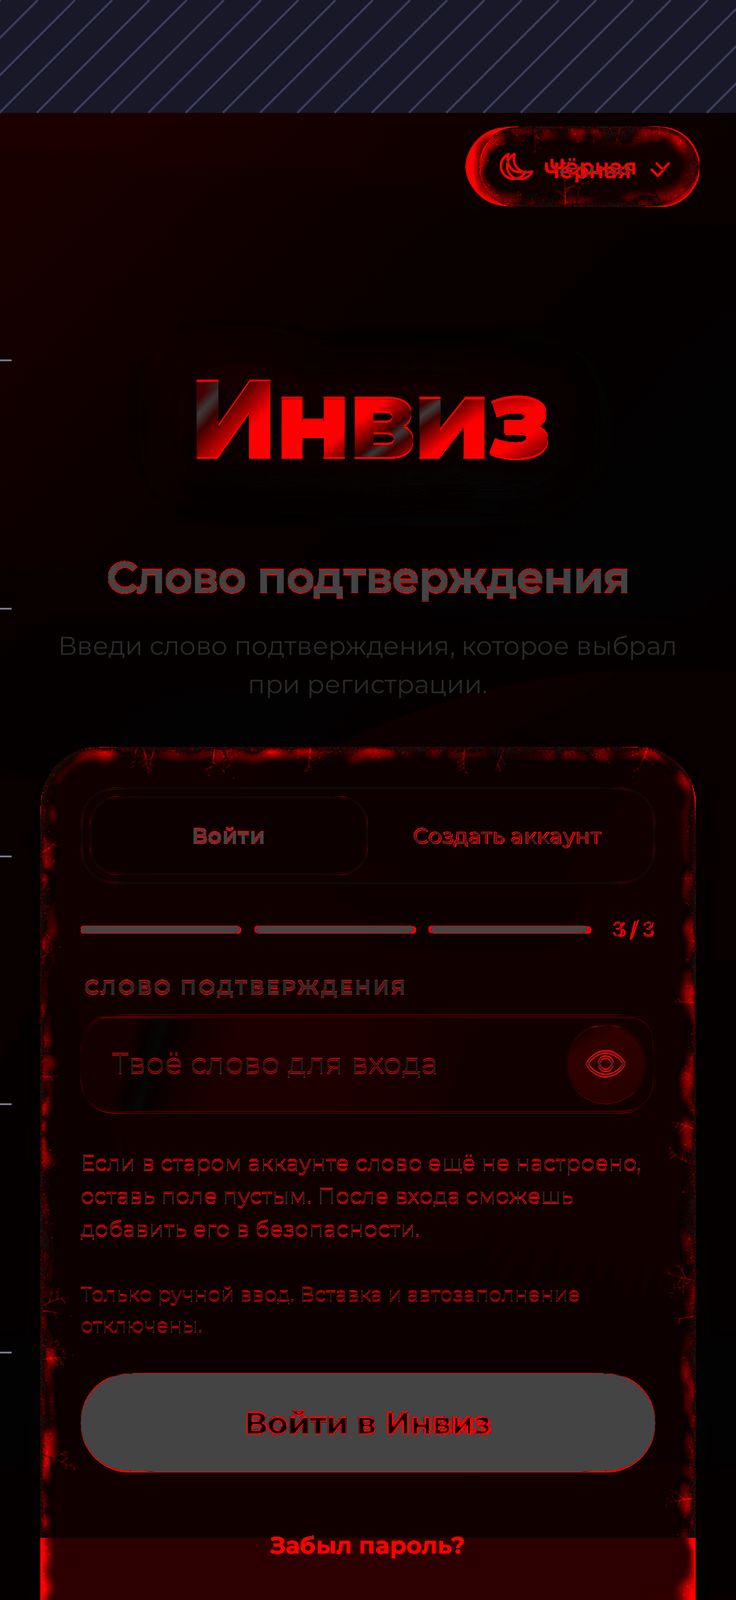 Чёрная
Инвиз
Слово подтверждения
Введи слово подтверждения, которое выбрал
при регистрации.
Войти
Создать аккаунт
3/3
СЛОВО ПОДТВЕРЖДЕНИЯ
Твоё слово для входа
Если в старом аккаунте слово ещё не настроено,
оставь поле пустым. После входа сможешь
добавить его в безопасности.
Только ручной ввод. Вставка и автозаполнение
отключены.
Войти в Инвиз
Забыл пароль?